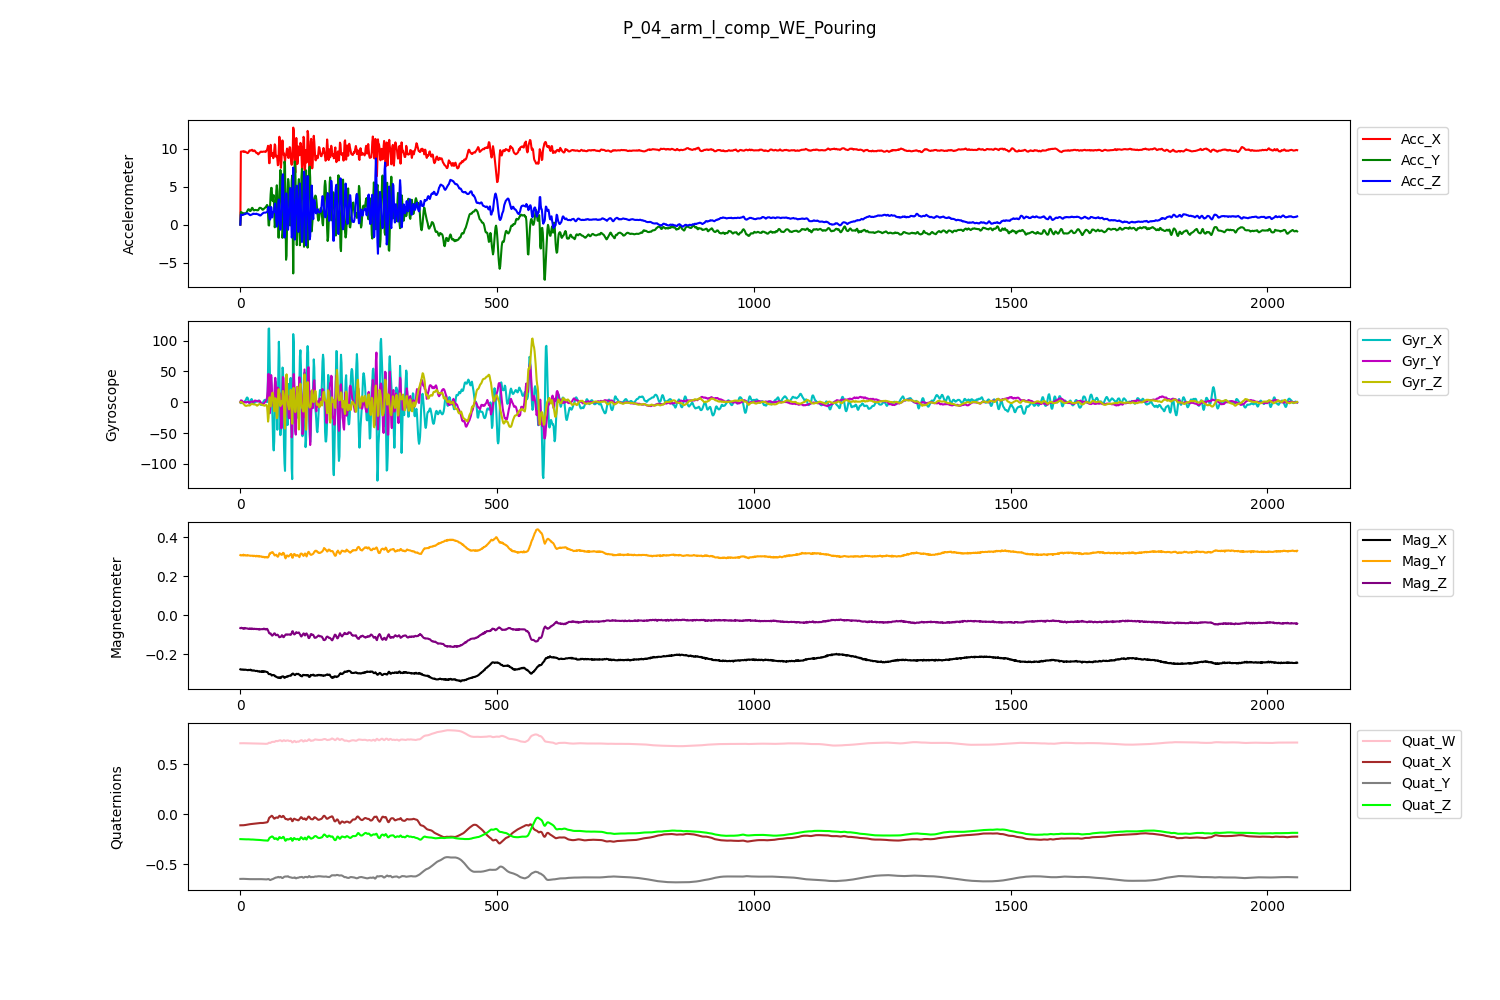 P_04_arm_l_comp_WE_Pouring
Accelerometer
10
5
0
−5
0 500 1000 1500 2000
Acc_X
Acc_Y
Acc_Z
Gyroscope
100
50
0
−50
−100
0 500 1000 1500 2000
Gyr_X
Gyr_Y
Gyr_Z
Magnetometer
0.4
0.2
0.0
−0.2
0 500 1000 1500 2000
Mag_X
Mag_Y
Mag_Z
Quaternions
0.5
0.0
−0.5
0 500 1000 1500 2000
Quat_W
Quat_X
Quat_Y
Quat_Z